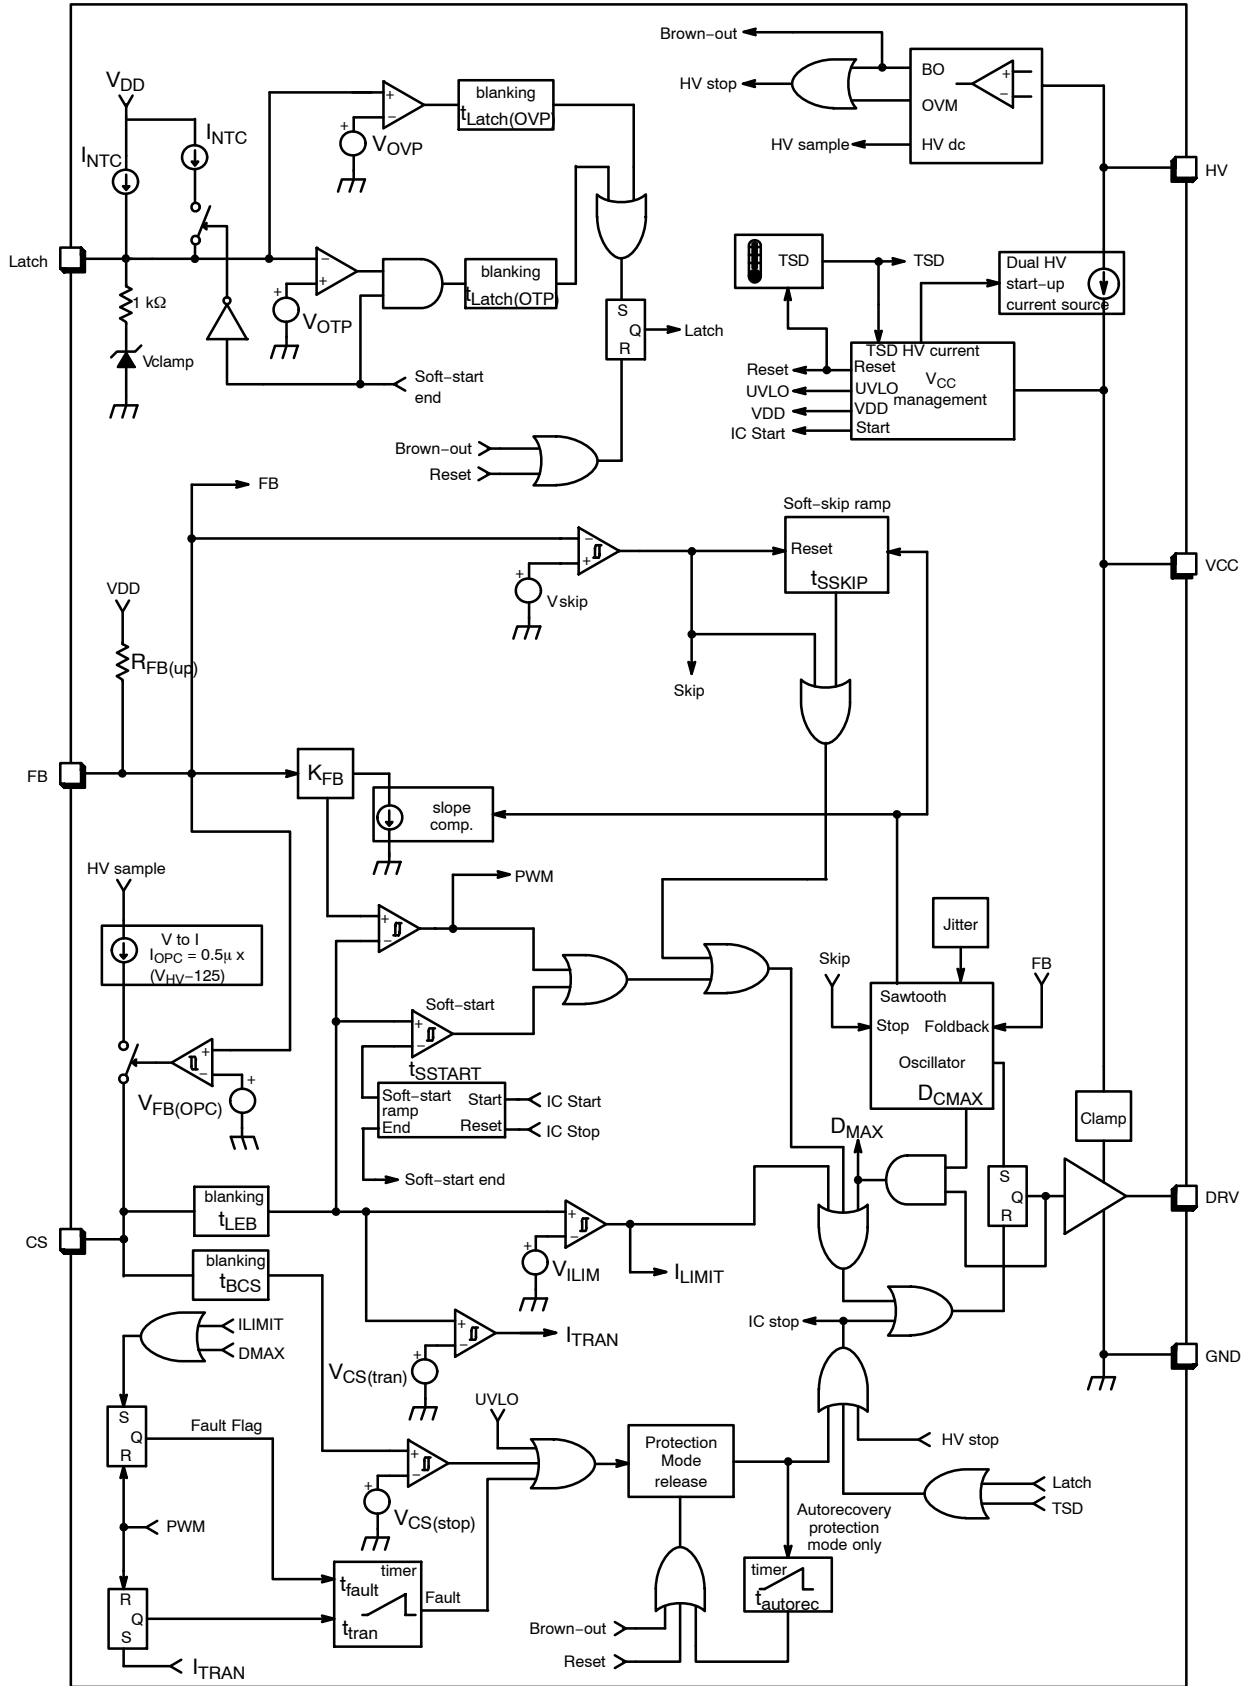 Brown-out
HV stop
BO
OVM
HV sample
HV dc
+
−
HV
VDD
INTC
INTC
+
−
blanking
tLatch(OVP)
+
VOVP
Latch
1 kΩ
Vclamp
−
+
+
VOTP
blanking
tLatch(OTP)
S
Q
R
Latch
Soft-start
end
Brown-out
Reset
TSD
TSD
Dual HV
start-up
current source
TSD HV current
Reset
Reset
UVLO
UVLO
VCC
management
VDD
VDD
IC Start
Start
FB
−
+
+
Vskip
Soft-skip ramp
Reset
tSSKIP
VCC
Skip
VDD
RFB(up)
FB
KFB
slope
comp.
HV sample
V to I
IOPC = 0.5μ x
(VHV−125)
+
−
PWM
Soft-start
+
−
tSSTART
Soft-start
ramp
End
Start
Reset
IC Start
IC Stop
Soft-start end
+
−
+
VFB(OPC)
Jitter
Skip
FB
Sawtooth
Stop
Foldback
Oscillator
DCMAX
DMAX
Clamp
S
Q
R
DRV
blanking
tLEB
CS
blanking
tBCS
+
−
+
VILIM
ILIMIT
ILIMIT
DMAX
+
−
+
VCS(tran)
ITRAN
IC stop
GND
S
Q
R
Fault Flag
UVLO
+
−
+
VCS(stop)
Protection
Mode
release
HV stop
Latch
TSD
Autorecovery
protection
mode only
PWM
R
Q
S
timer
tfault
ttran
Fault
timer
tautorec
Brown-out
Reset
ITRAN